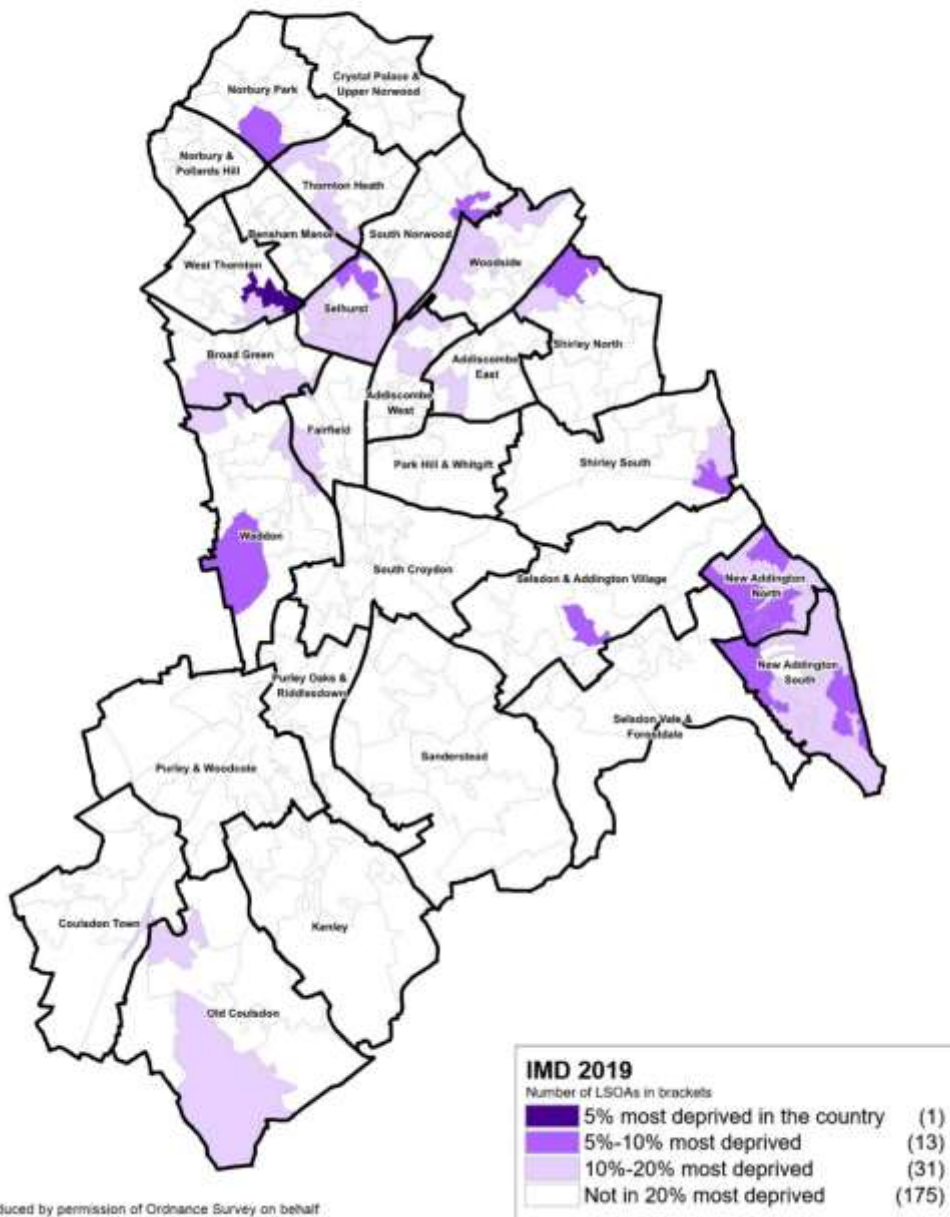 Crystal Palace &
Upper Norwood
Norbury Park
Norbury &
Pollards Hill
Thornton Heath
Bensham Manor
South Norwood
West Thornton
Woodside
Selhurst
Broad Green
Shirley North
Addiscombe
East
Addiscombe
West
Fairfield
Park Hill & Whitgift
Shirley South
Waddon
South Croydon
Selsdon & Addington Village
New Addington
North
New Addington
South
Purley Oaks &
Riddlesdown
Selsdon Vale &
Forestdale
Sanderstead
Purley & Woodcote
Coulsdon Town
Kenley
Old Coulsdon
IMD 2019
Number of LSOAs in brackets
5% most deprived in the country (1)
5%-10% most deprived (13)
10%-20% most deprived (31)
Not in 20% most deprived (175)
duced by permission of Ordnance Survey on behalf